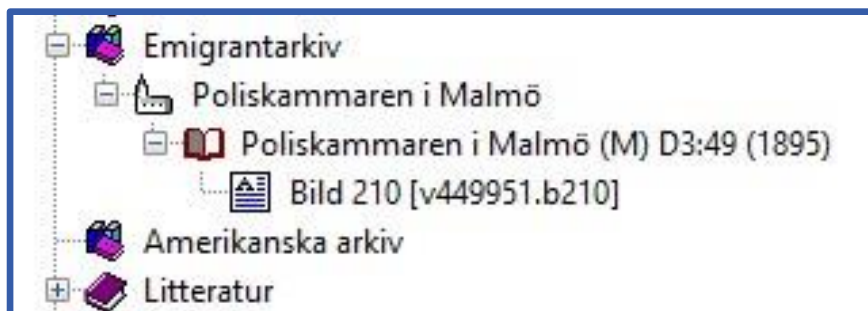 Emigrantarkiv
Poliskammaren i Malmö
Poliskammaren i Malmö (M) D3:49 (1895)
Bild 210 [v449951.b210]
Amerikanska arkiv
Litteratur